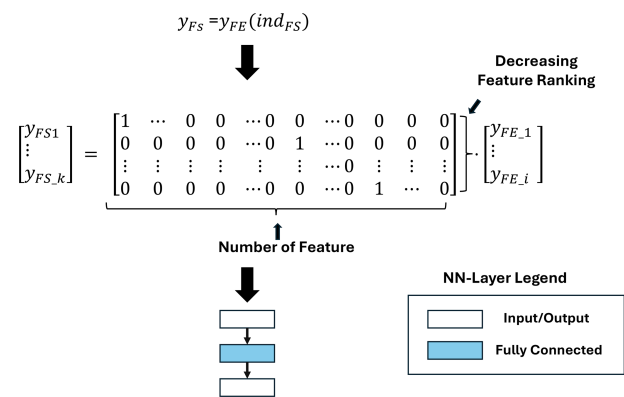 y_Fs =y_FE(ind_FS)
Decreasing
Feature Ranking
[y_FS1 ⋮ y_FS_k] = [1 ⋯ 0 0 ⋯0 0 ⋯0 0 0 0
0 0 0 0 ⋯0 1 ⋯0 0 0 0
⋮ ⋮ ⋮ ⋮ ⋯⋮ ⋮ ⋯0 ⋮ ⋮ ⋮
0 0 0 0 ⋯0 0 ⋯0 1 ⋯ 0] · [y_FE_1 ⋮ y_FE_i]
Number of Feature
NN-Layer Legend
Input/Output
Fully Connected